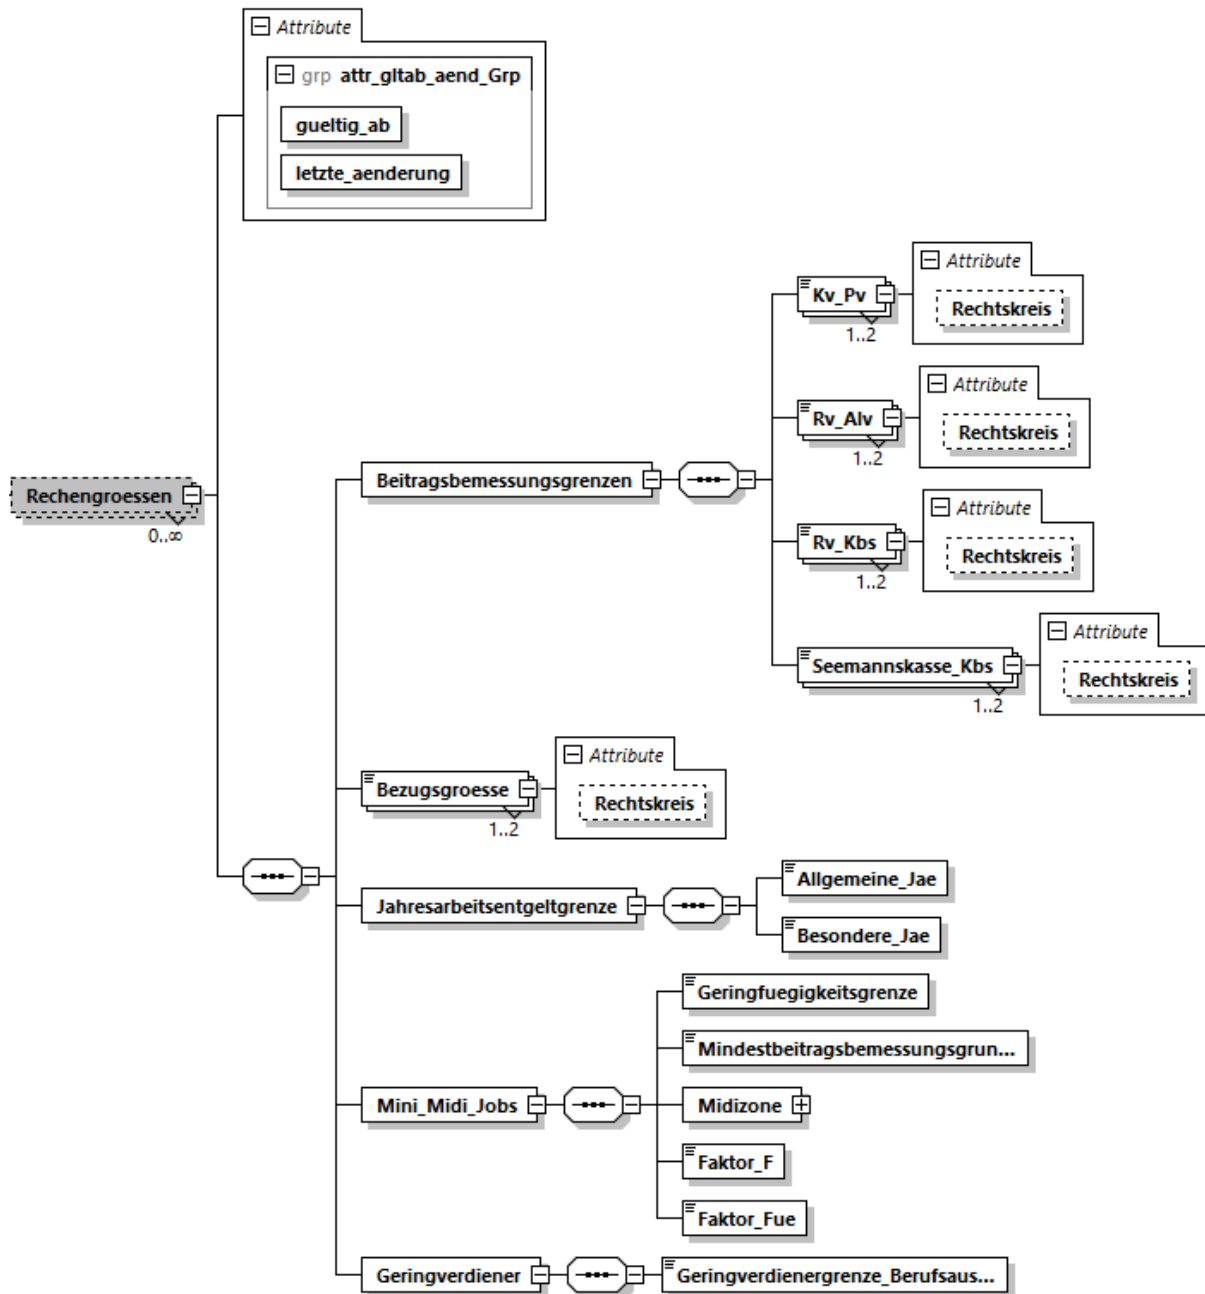 Attribute
grp attr_gltab_aend_Grp
gueltig_ab
letzte_aenderung
Attribute
Kv_Pv
Rechtskreis
1..2
Attribute
Rv_Alv
Rechtskreis
1..2
Beitragsbemessungsgrenzen
Rechengroessen
0..∞
Attribute
Rv_Kbs
Rechtskreis
1..2
Attribute
Seemannskasse_Kbs
Rechtskreis
1..2
Attribute
Bezugsgroesse
Rechtskreis
1..2
Allgemeine_Jae
Jahresarbeitsentgeltgrenze
Besondere_Jae
Geringfuegigkeitsgrenze
Mindestbeitragsbemessungsgrun...
Mini_Midi_Jobs
Midizone
Faktor_F
Faktor_Fue
Geringverdiener
Geringverdienergrenze_Berufsaus...